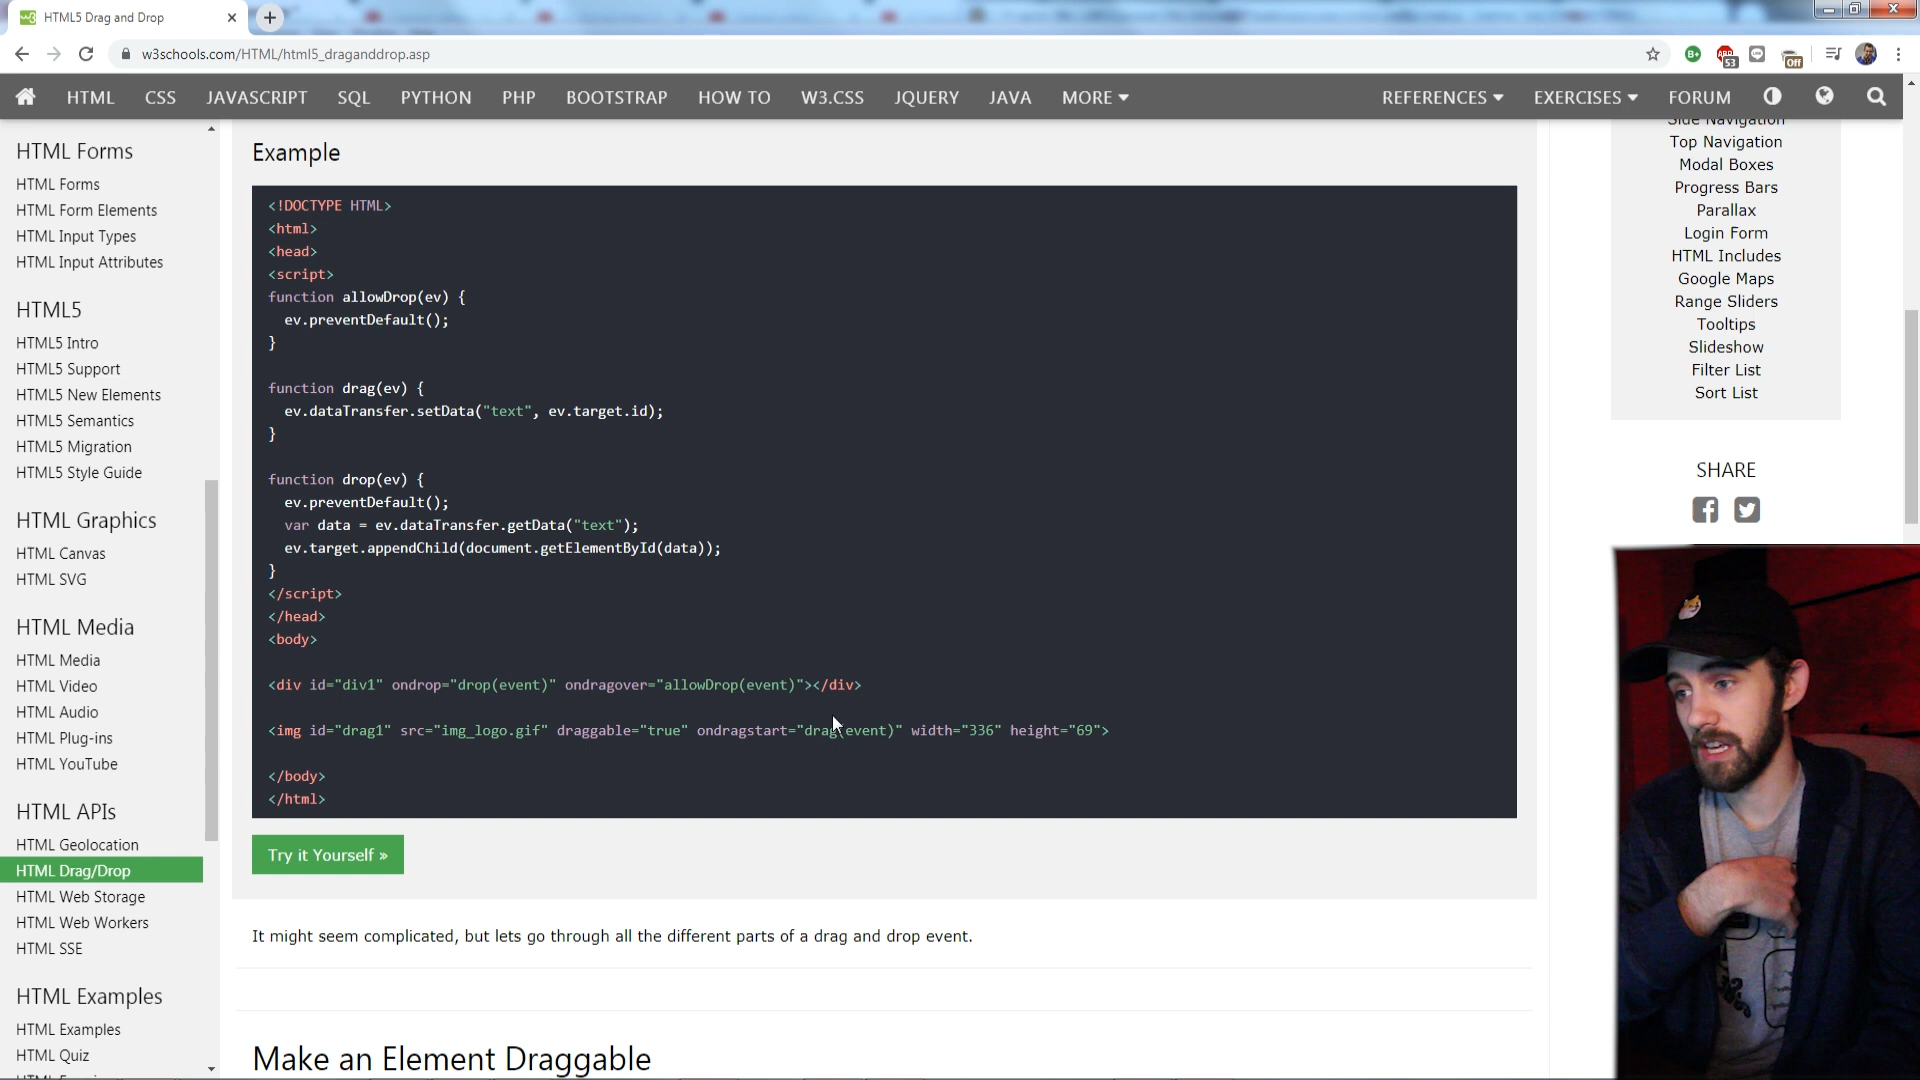 HTML5 Drag and Drop
w3schools.com/HTML/html5_draganddrop.asp
B+
ABP
53
Off
HTML CSS JAVASCRIPT SQL PYTHON PHP BOOTSTRAP HOW TO W3.CSS JQUERY JAVA MORE REFERENCES EXERCISES FORUM
HTML Forms
HTML Forms
HTML Form Elements
HTML Input Types
HTML Input Attributes
HTML5
HTML5 Intro
HTML5 Support
HTML5 New Elements
HTML5 Semantics
HTML5 Migration
HTML5 Style Guide
HTML Graphics
HTML Canvas
HTML SVG
HTML Media
HTML Media
HTML Video
HTML Audio
HTML Plug-ins
HTML YouTube
HTML APIs
HTML Geolocation
HTML Drag/Drop
HTML Web Storage
HTML Web Workers
HTML SSE
HTML Examples
HTML Examples
HTML Quiz
Example
<!DOCTYPE HTML>
<html>
<head>
<script>
function allowDrop(ev) {
  ev.preventDefault();
}
function drag(ev) {
  ev.dataTransfer.setData("text", ev.target.id);
}
function drop(ev) {
  ev.preventDefault();
  var data = ev.dataTransfer.getData("text");
  ev.target.appendChild(document.getElementById(data));
}
</script>
</head>
<body>
<div id="div1" ondrop="drop(event)" ondragover="allowDrop(event)"></div>
<img id="drag1" src="img_logo.gif" draggable="true" ondragstart="drag(event)" width="336" height="69">
</body>
</html>
Try it Yourself »
It might seem complicated, but lets go through all the different parts of a drag and drop event.
Make an Element Draggable
Side Navigation
Top Navigation
Modal Boxes
Progress Bars
Parallax
Login Form
HTML Includes
Google Maps
Range Sliders
Tooltips
Slideshow
Filter List
Sort List
SHARE